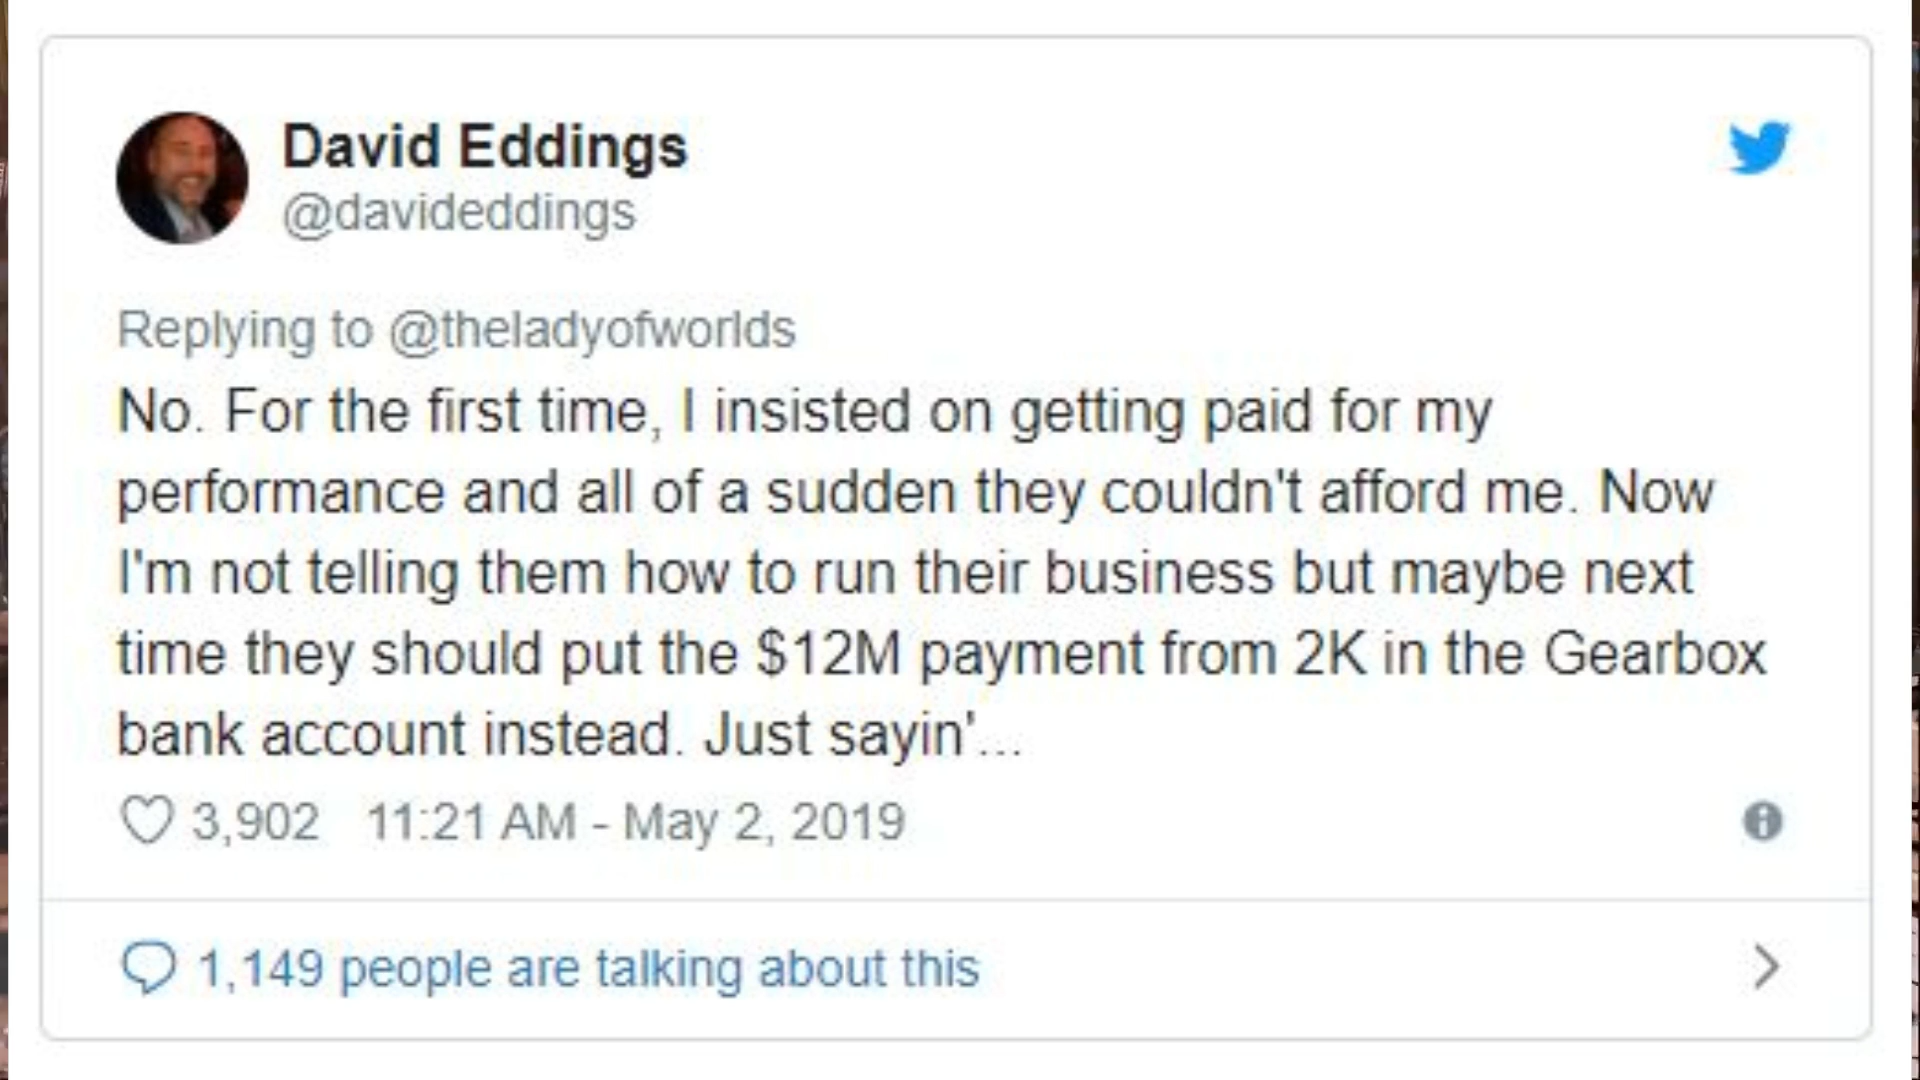 David Eddings
@davideddings
Replying to @theladyofworlds
No. For the first time, I insisted on getting paid for my
performance and all of a sudden they couldn't afford me. Now
I'm not telling them how to run their business but maybe next
time they should put the $12M payment from 2K in the Gearbox
bank account instead. Just sayin'...
3,902 11:21 AM - May 2, 2019
1,149 people are talking about this